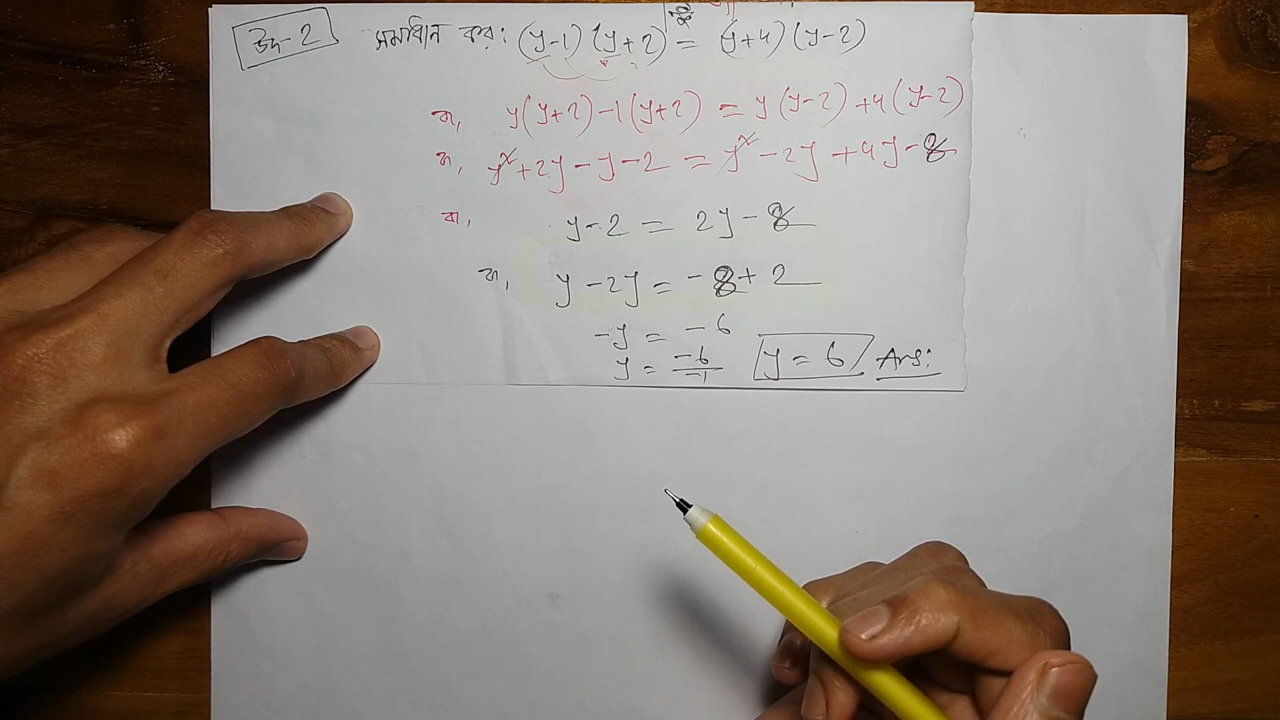 উদা-2 সমাধান কর: (y-1)(y+2) = (y+4)(y-2)
বা, y(y+2)-1(y+2) = y(y-2)+4(y-2)
বা, y²+2y-y-2 = y²-2y+4y-8
বা, y-2 = 2y-8
বা, y-2y = -8+2
-y = -6
y = -6/-1 y = 6 Ans: